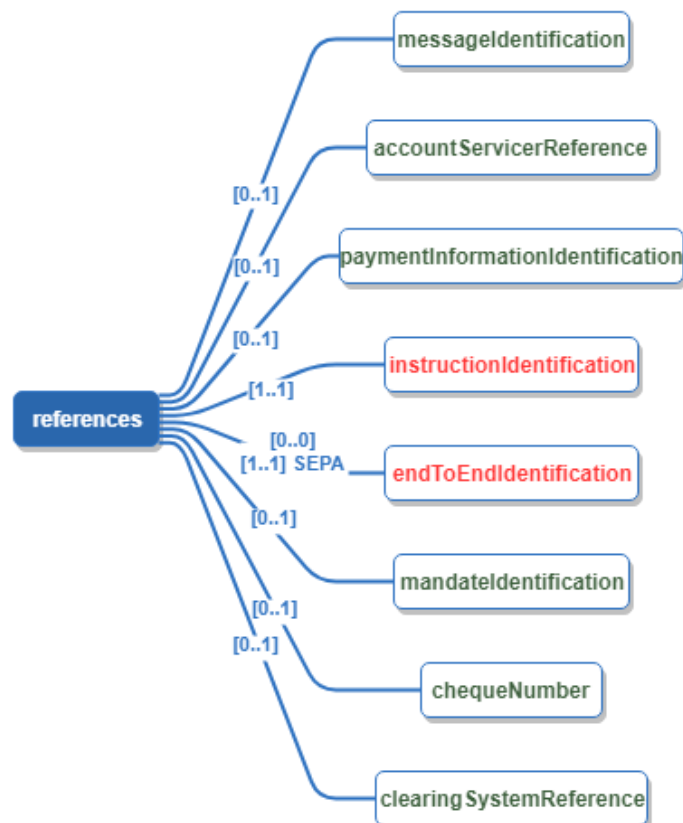 messageIdentification
accountServicerReference
[0..1]
paymentInformationIdentification
[0..1]
[0..1]
instructionIdentification
[1..1]
references
[0..0]
[1..1] SEPA
endToEndIdentification
[0..1]
mandateIdentification
[0..1]
[0..1]
chequeNumber
clearingSystemReference